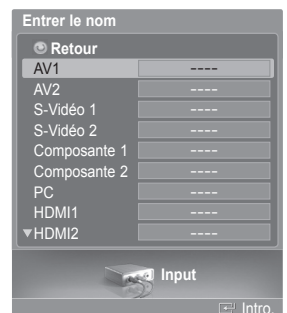 Entrer le nom
Retour
AV1 ----
AV2 ----
S-Vidéo 1 ----
S-Vidéo 2 ----
Composante 1 ----
Composante 2 ----
PC ----
HDMI1 ----
▼HDMI2 ----
Input
Intro.